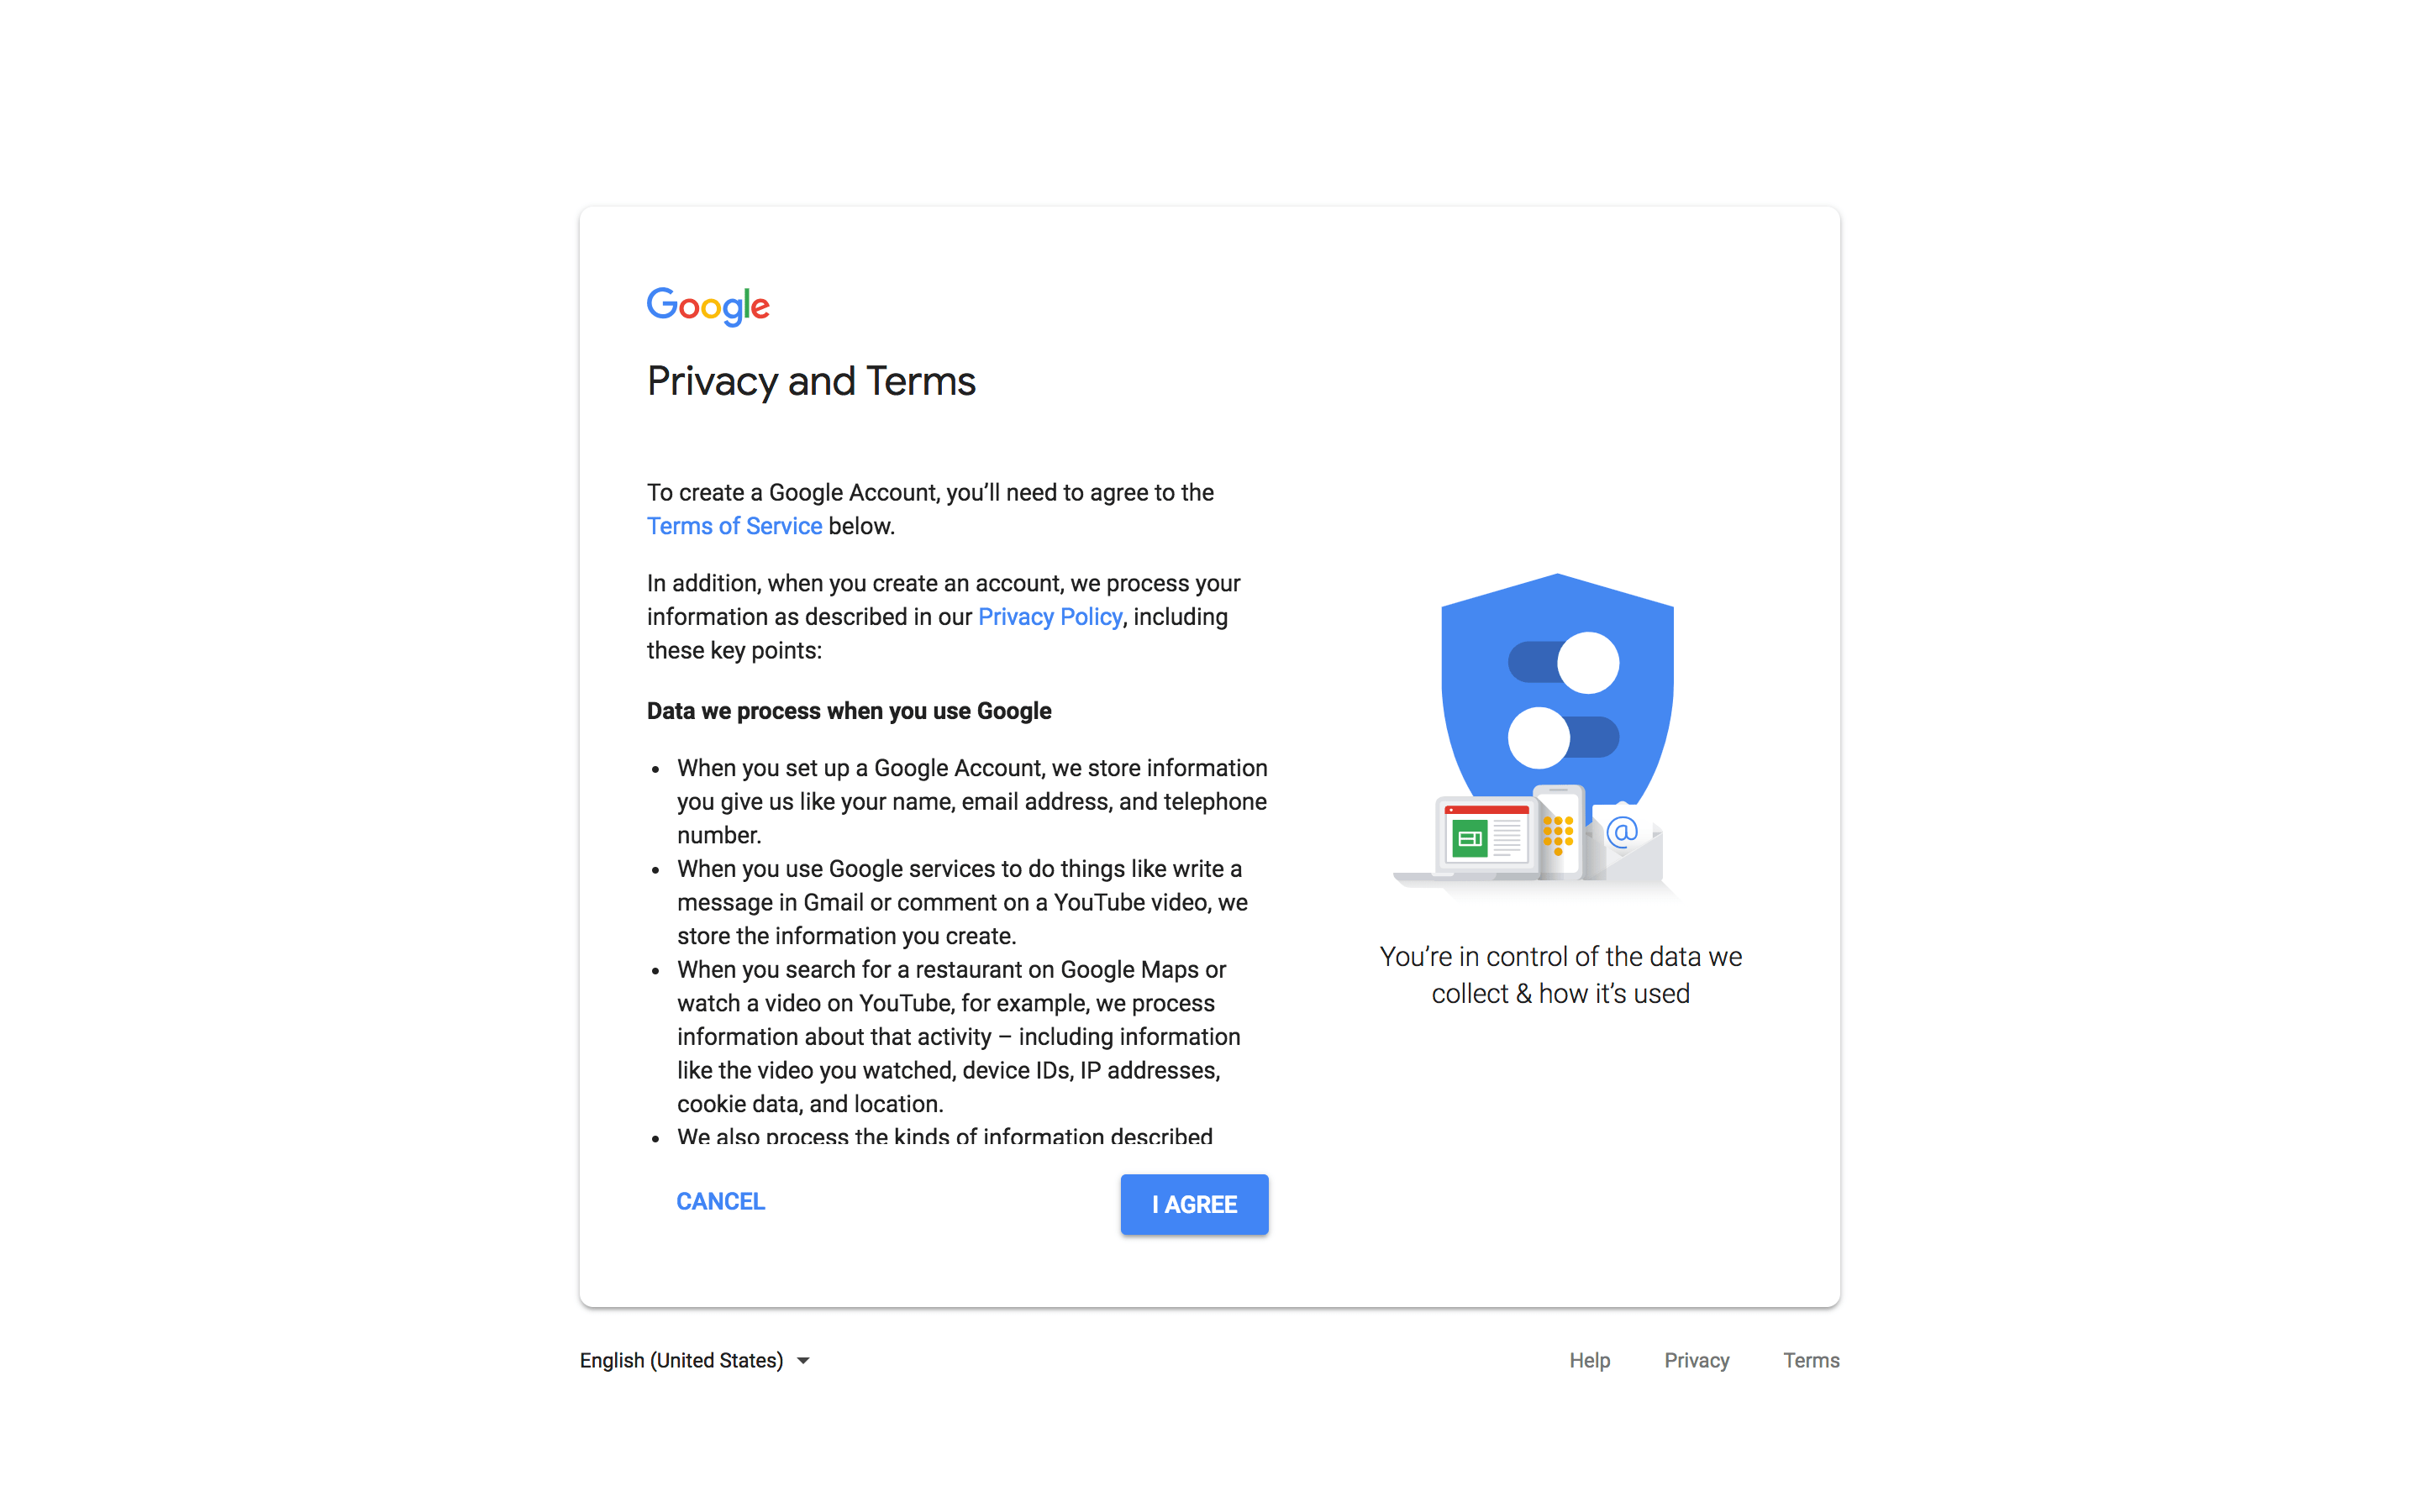 Google
Privacy and Terms
To create a Google Account, you’ll need to agree to the
Terms of Service below.
In addition, when you create an account, we process your
information as described in our Privacy Policy, including
these key points:
Data we process when you use Google
• When you set up a Google Account, we store information
you give us like your name, email address, and telephone
number.
• When you use Google services to do things like write a
message in Gmail or comment on a YouTube video, we
store the information you create.
• When you search for a restaurant on Google Maps or
watch a video on YouTube, for example, we process
information about that activity – including information
like the video you watched, device IDs, IP addresses,
cookie data, and location.
• We also process the kinds of information described
CANCEL
I AGREE
@
You’re in control of the data we
collect & how it’s used
English (United States)
Help
Privacy
Terms